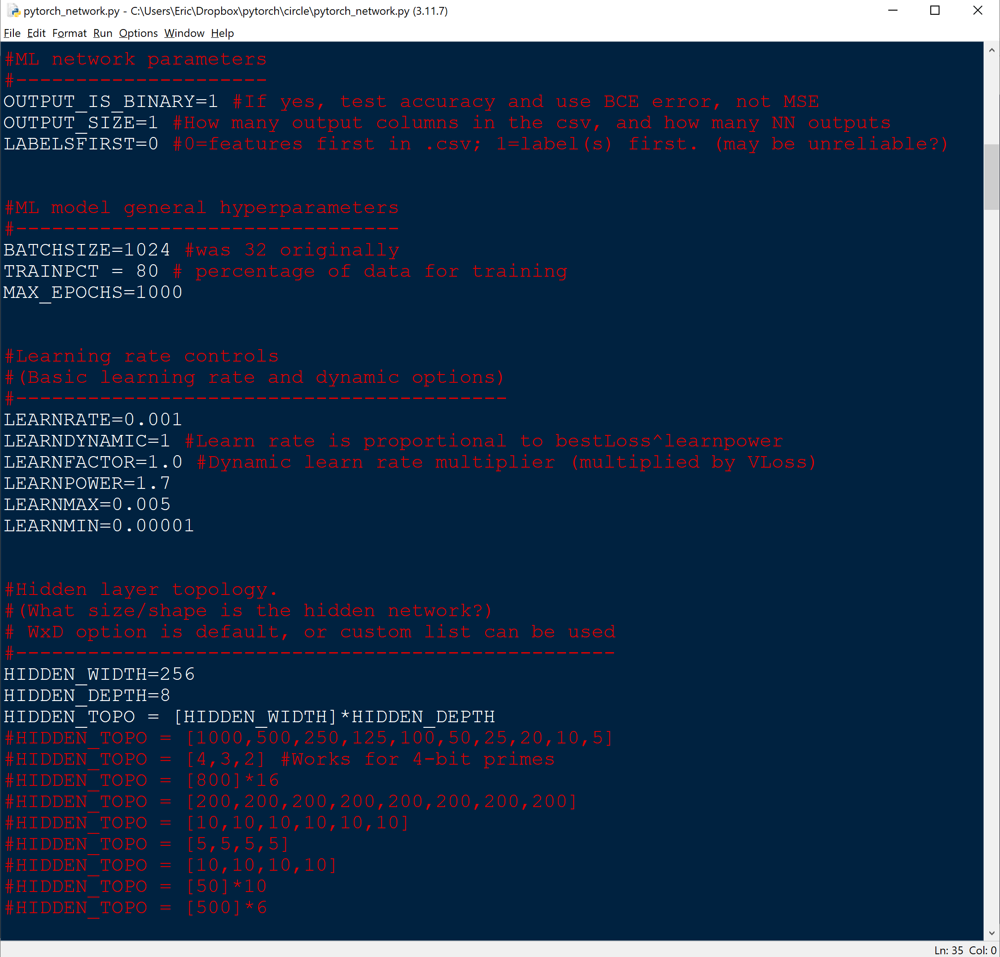 pytorch_network.py - C:\Users\Eric\Dropbox\pytorch\circle\pytorch_network.py (3.11.7)
File Edit Format Run Options Window Help
#ML network parameters
#---------------------
OUTPUT_IS_BINARY=1 #If yes, test accuracy and use BCE error, not MSE
OUTPUT_SIZE=1 #How many output columns in the csv, and how many NN outputs
LABELSFIRST=0 #0=features first in .csv; 1=label(s) first. (may be unreliable?)
#ML model general hyperparameters
#--------------------------------
BATCHSIZE=1024 #was 32 originally
TRAINPCT = 80 # percentage of data for training
MAX_EPOCHS=1000
#Learning rate controls
#(Basic learning rate and dynamic options)
#-----------------------------------------
LEARNRATE=0.001
LEARNDYNAMIC=1 #Learn rate is proportional to bestLoss^learnpower
LEARNFACTOR=1.0 #Dynamic learn rate multiplier (multiplied by VLoss)
LEARNPOWER=1.7
LEARNMAX=0.005
LEARNMIN=0.00001
#Hidden layer topology.
#(What size/shape is the hidden network?)
# WxD option is default, or custom list can be used
#--------------------------------------------------
HIDDEN_WIDTH=256
HIDDEN_DEPTH=8
HIDDEN_TOPO = [HIDDEN_WIDTH]*HIDDEN_DEPTH
#HIDDEN_TOPO = [1000,500,250,125,100,50,25,20,10,5]
#HIDDEN_TOPO = [4,3,2] #Works for 4-bit primes
#HIDDEN_TOPO = [800]*16
#HIDDEN_TOPO = [200,200,200,200,200,200,200,200]
#HIDDEN_TOPO = [10,10,10,10,10,10]
#HIDDEN_TOPO = [5,5,5,5]
#HIDDEN_TOPO = [10,10,10,10]
#HIDDEN_TOPO = [50]*10
#HIDDEN_TOPO = [500]*6
Ln: 35 Col: 0